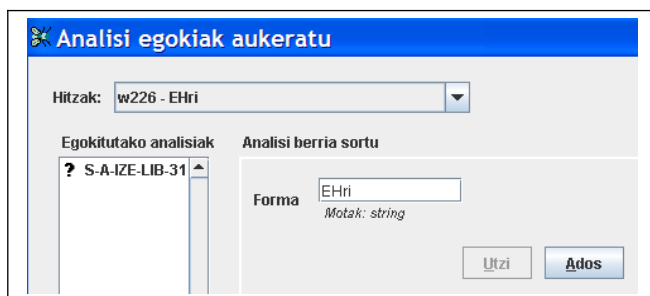 Analisi egokiak aukeratu
Hitzak: w226 - EHri
Egokitutako analisiak Analisi berria sortu
? S-A-IZE-LIB-31
Forma EHri
Motak: string
Utzi Ados